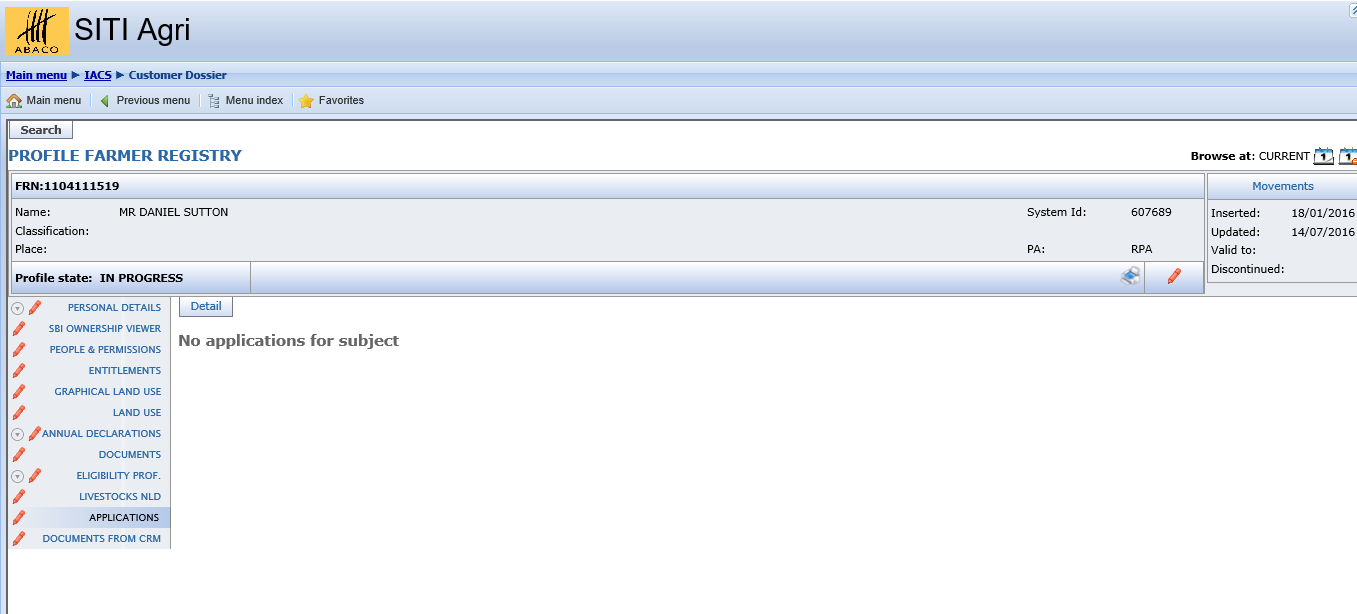 ABACO
SITI Agri
Main menu ► IACS ► Customer Dossier
Main menu Previous menu Menu index Favorites
Search
PROFILE FARMER REGISTRY
Browse at: CURRENT 1 1
FRN:1104111519
Name: MR DANIEL SUTTON
System Id: 607689
Classification:
Place:
PA: RPA
Profile state: IN PROGRESS
Movements
Inserted: 18/01/2016
Updated: 14/07/2016
Valid to:
Discontinued:
PERSONAL DETAILS
SBI OWNERSHIP VIEWER
PEOPLE & PERMISSIONS
ENTITLEMENTS
GRAPHICAL LAND USE
LAND USE
ANNUAL DECLARATIONS
DOCUMENTS
ELIGIBILITY PROF.
LIVESTOCKS NLD
APPLICATIONS
DOCUMENTS FROM CRM
Detail
No applications for subject